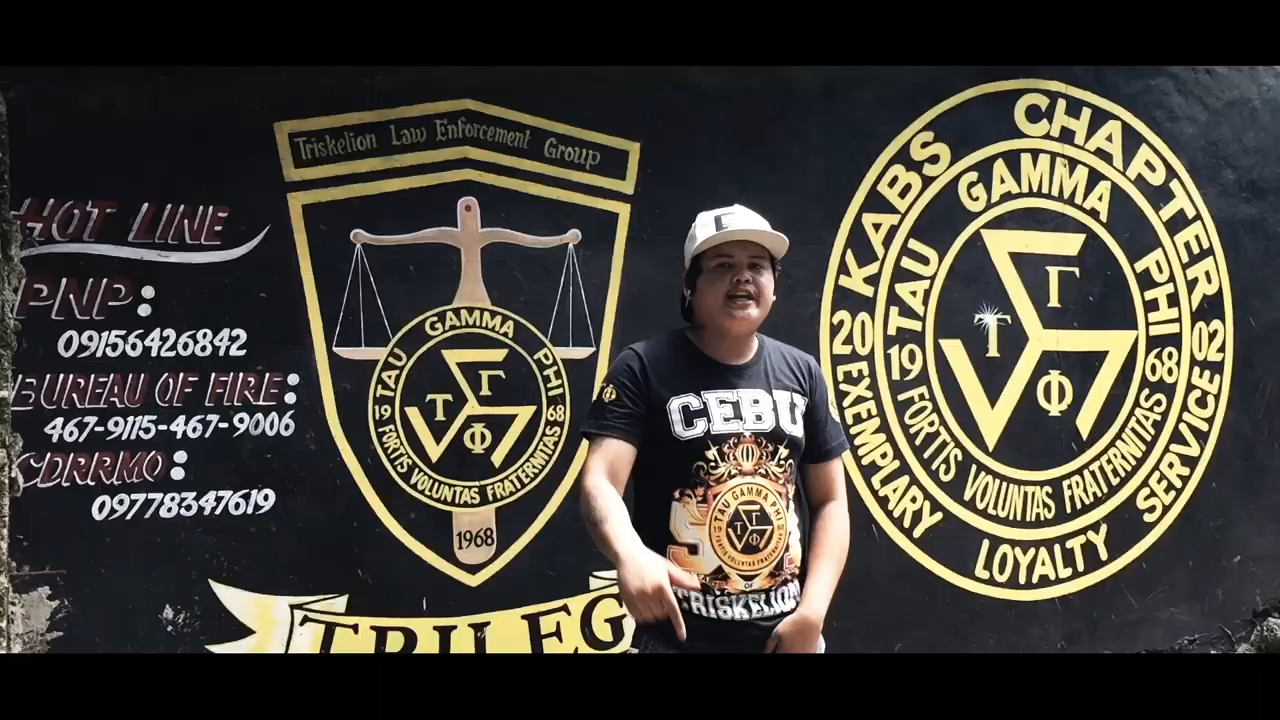 HOT LINE
PNP:
09156426842
BUREAU OF FIRE:
467-9115-467-9006
CDRRMO:
09778347619
Triskelion Law Enforcement Group
TAU GAMMA PHI
19 68
FORTIS VOLUNTAS FRATERNITAS
Τ Γ Φ
1968
TRILEG
CEBU
TAU GAMMA PHI
FORTIS VOLUNTAS FRATERNITAS
Τ Γ Φ
OF
TRISKELION
KABS CHAPTER
20 02
EXEMPLARY LOYALTY SERVICE
TAU GAMMA PHI
19 68
FORTIS VOLUNTAS FRATERNITAS
Τ Γ Φ